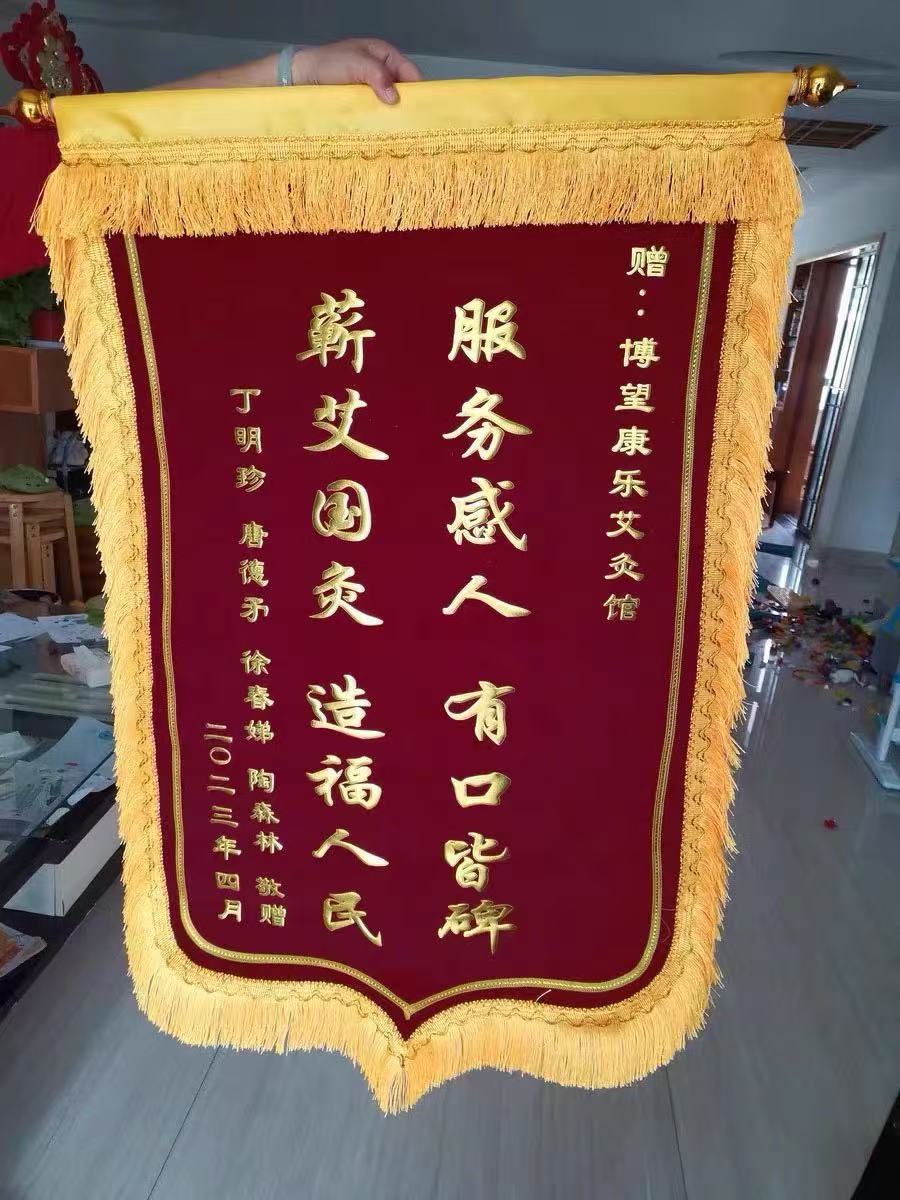 赠：博望康乐艾灸馆
服务感人 有口皆碑
蕲艾国灸 造福人民
丁明珍 唐德矛 徐春娣 陶森林 敬赠
二〇二三年四月